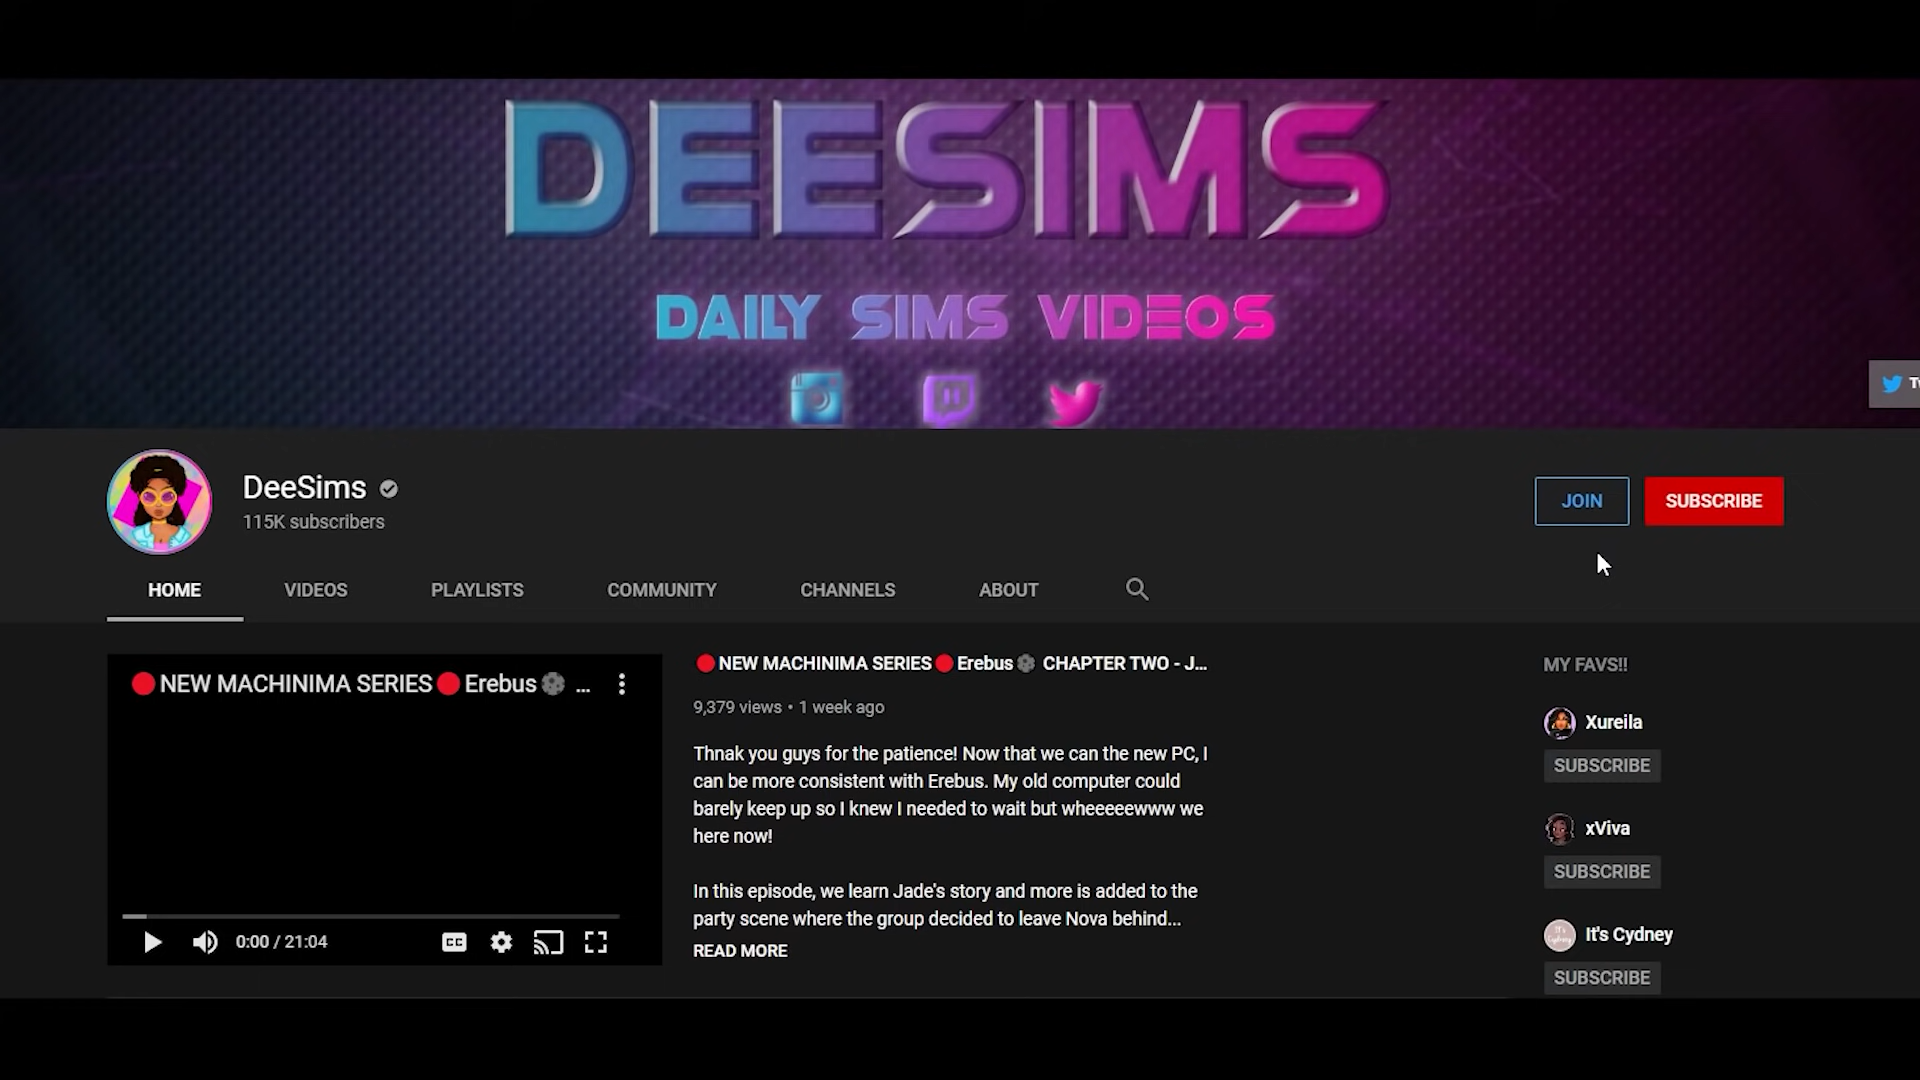 DEESIMS
DAILY SIMS VIDEOS
DeeSims
115K subscribers
JOIN
SUBSCRIBE
HOME
VIDEOS
PLAYLISTS
COMMUNITY
CHANNELS
ABOUT
NEW MACHINIMA SERIES Erebus ...
0:00 / 21:04
CC
NEW MACHINIMA SERIES Erebus CHAPTER TWO - J...
9,379 views • 1 week ago
Thnak you guys for the patience! Now that we can the new PC, I
can be more consistent with Erebus. My old computer could
barely keep up so I knew I needed to wait but wheeeeewww we
here now!
In this episode, we learn Jade's story and more is added to the
party scene where the group decided to leave Nova behind...
READ MORE
MY FAVS!!
Xureila
SUBSCRIBE
xViva
SUBSCRIBE
It's Cydney
SUBSCRIBE